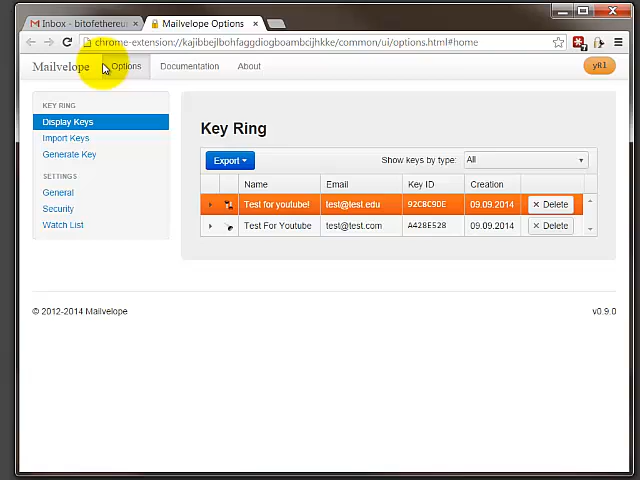 Inbox - bitofethereu
Mailvelope Options
chrome-extension://kajibbejlbohfaggdiogboambcijhkke/common/ui/options.html#home
Mailvelope
Options
Documentation
About
yRl
KEY RING
Display Keys
Import Keys
Generate Key
SETTINGS
General
Security
Watch List
Key Ring
Export
Show keys by type:
All
Name Email Key ID Creation
Test for youtube! test@test.edu 92C8C90E 09.09.2014 Delete
Test For Youtube test@test.com A428E528 09.09.2014 Delete
© 2012-2014 Mailvelope
v0.9.0